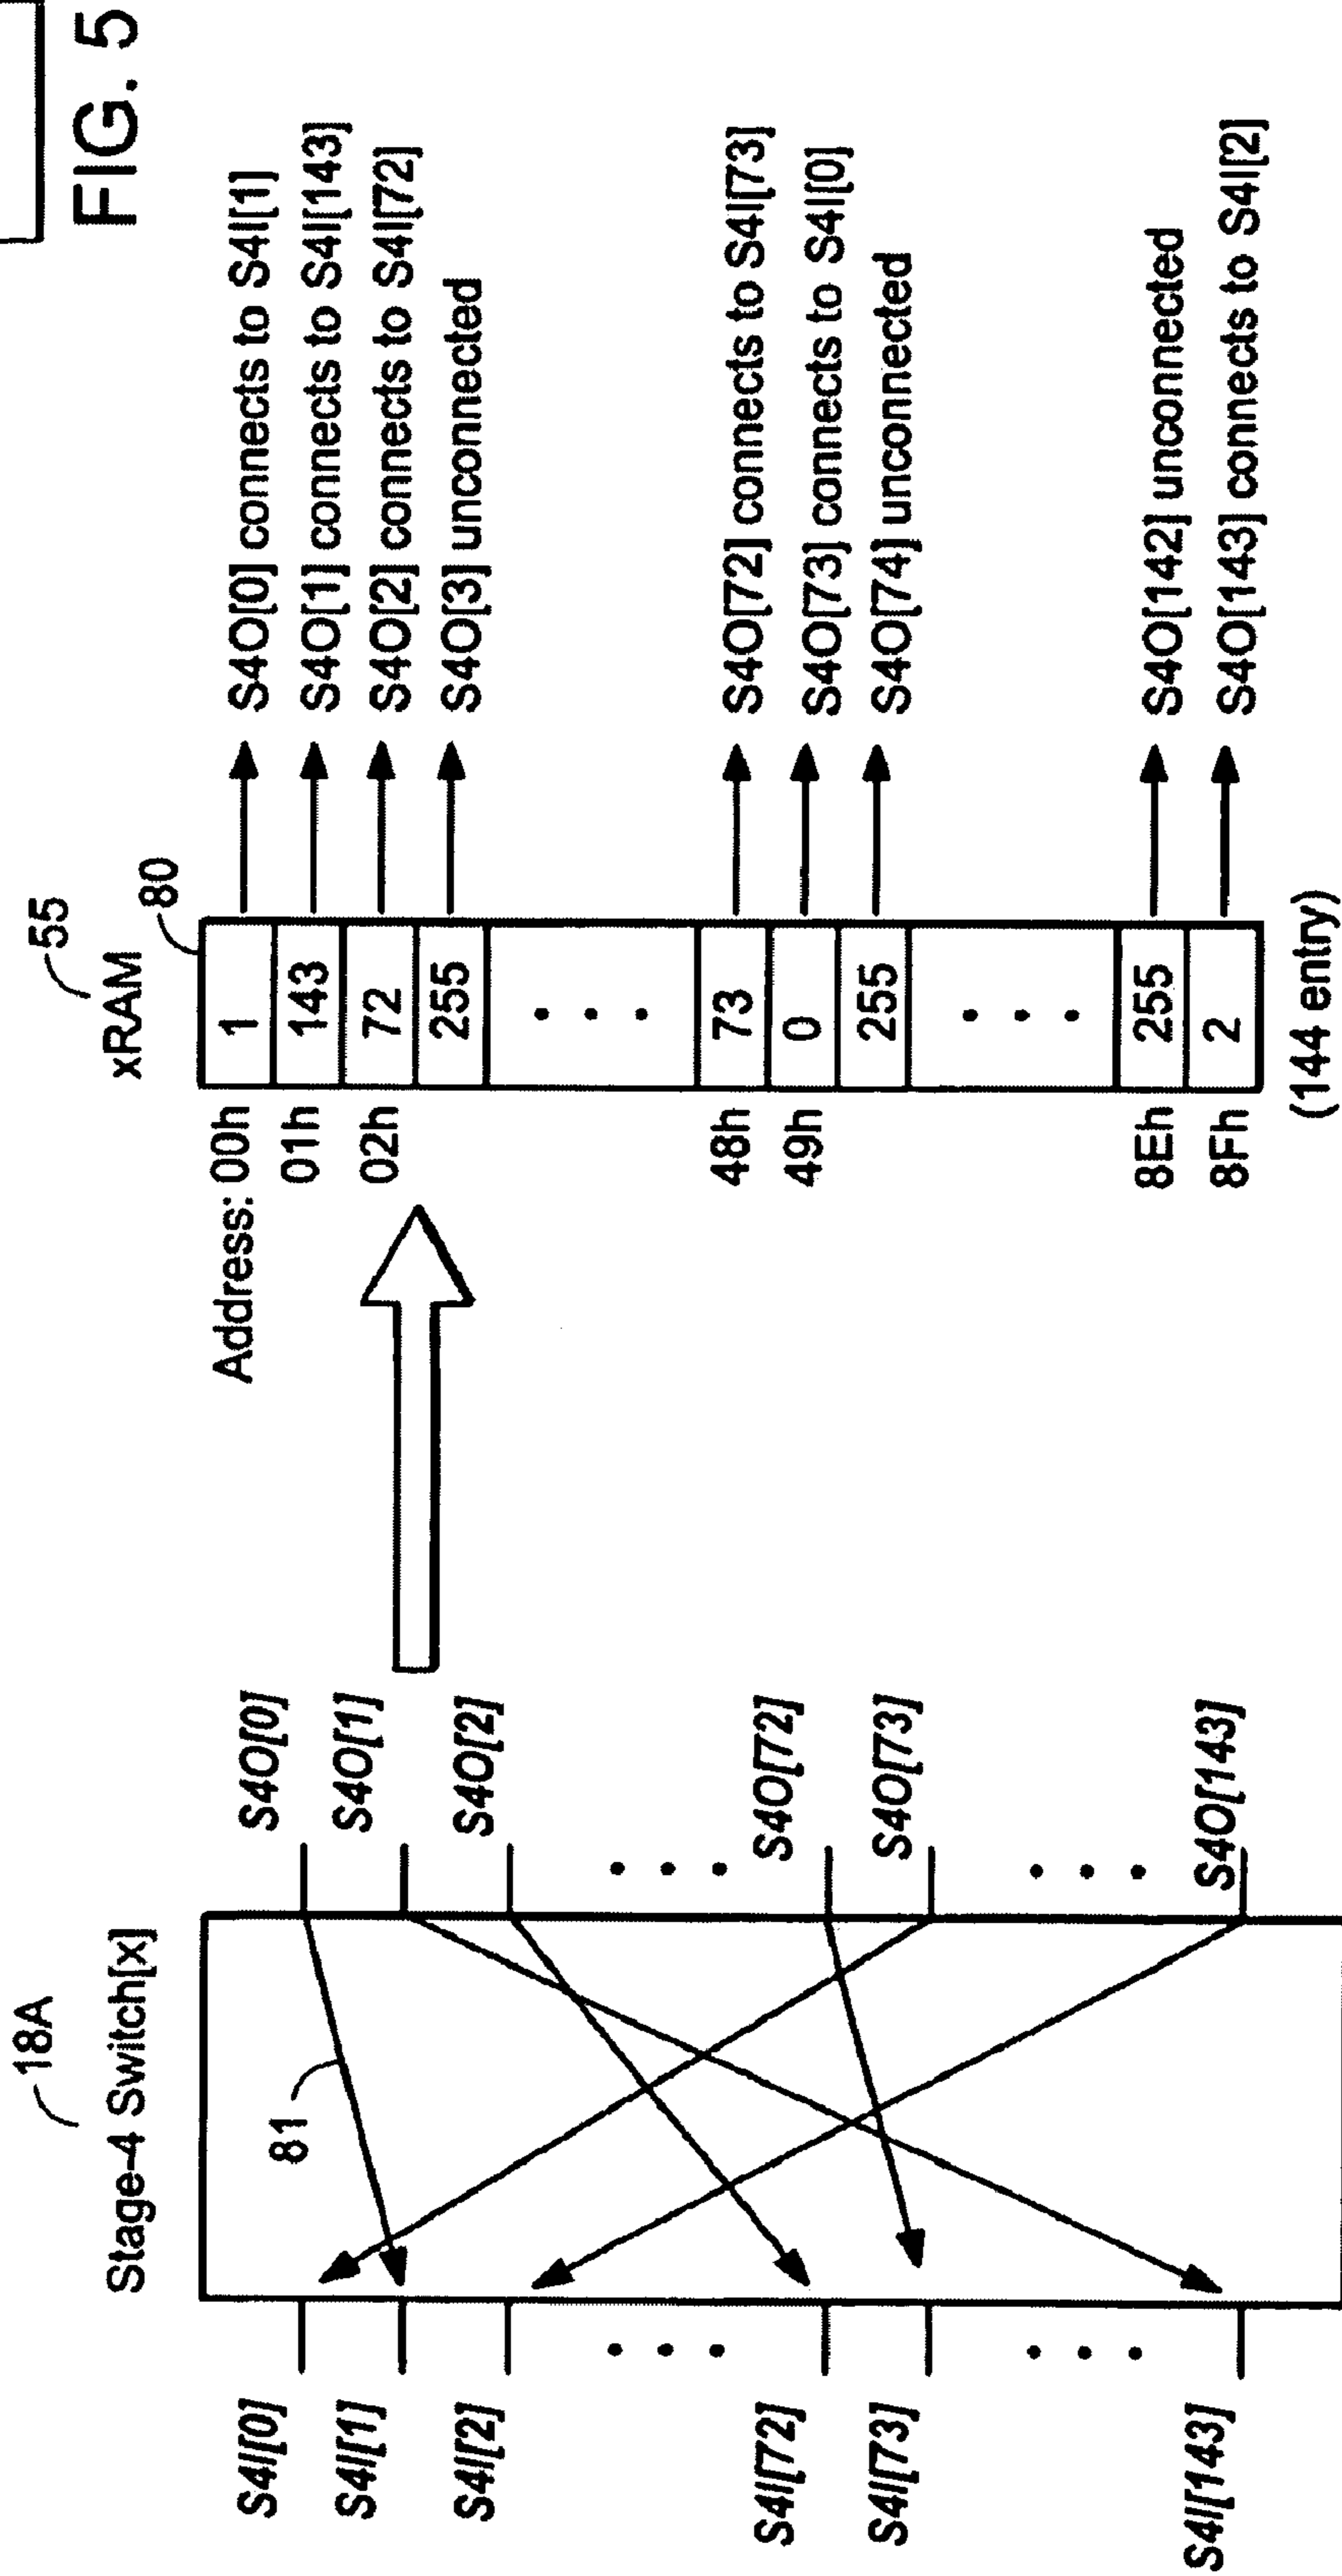 18A
Stage-4 Switch[x]
81
S4I[0]
S4I[1]
S4I[2]
S4I[72]
S4I[73]
S4I[143]
S4O[0]
S4O[1]
S4O[2]
S4O[72]
S4O[73]
S4O[143]
55
xRAM
80
Address: 00h
01h
02h
48h
49h
8Eh
8Fh
1
143
72
255
73
0
255
255
2
(144 entry)
S4O[0] connects to S4I[1]
S4O[1] connects to S4I[143]
S4O[2] connects to S4I[72]
S4O[3] unconnected
S4O[72] connects to S4I[73]
S4O[73] connects to S4I[0]
S4O[74] unconnected
S4O[142] unconnected
S4O[143] connects to S4I[2]
FIG. 5